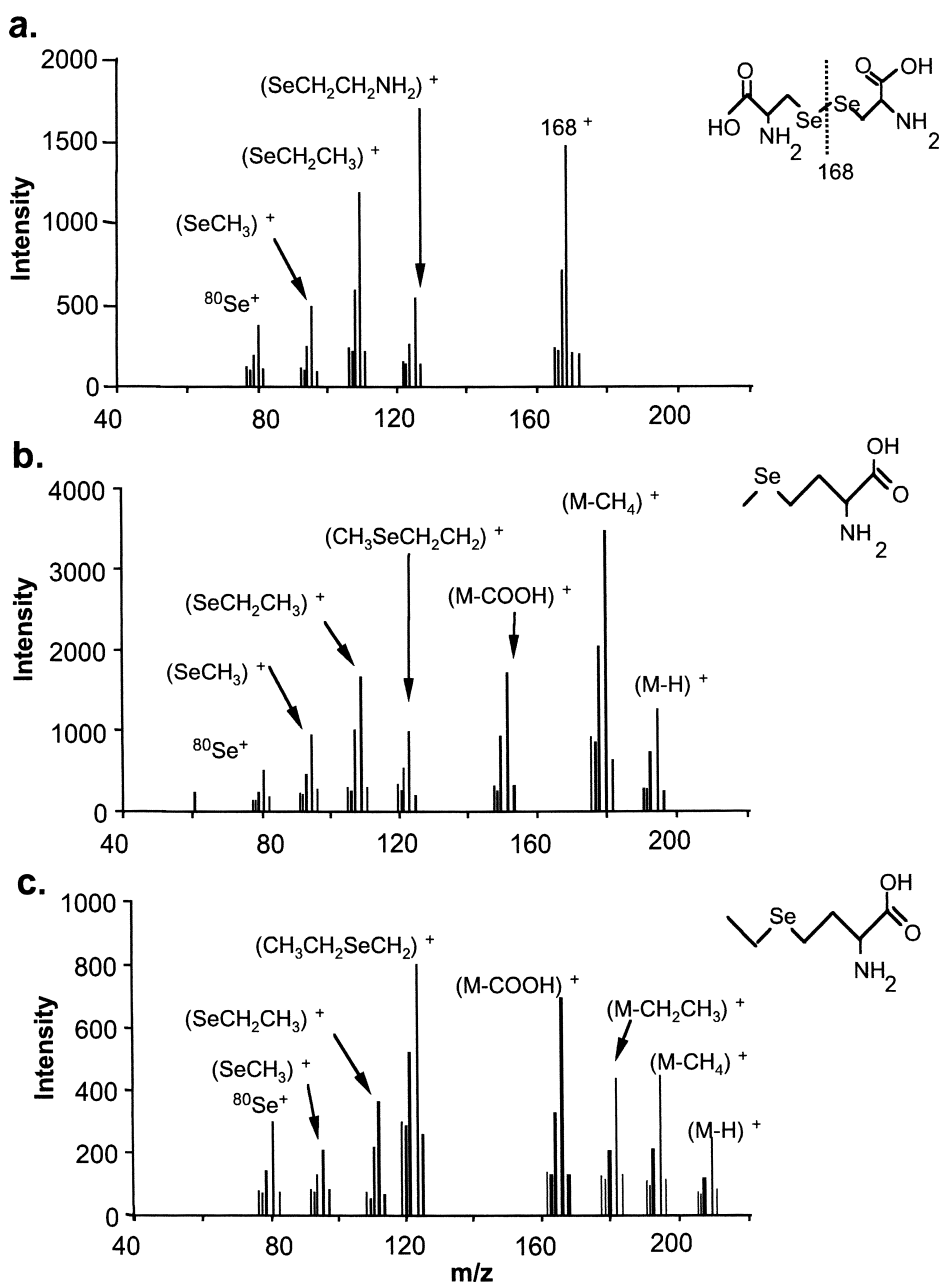 a.
2000
1500
1000
500
0
Intensity
(SeCH2CH2NH2) +
(SeCH2CH3) +
(SeCH3) +
80Se+
168 +
40 80 120 160 200
O
HO
NH2
Se
Se
O
OH
NH2
168
b.
4000
3000
2000
1000
0
Intensity
(M-CH4) +
(CH3SeCH2CH2) +
(M-COOH) +
(SeCH2CH3) +
(SeCH3) +
(M-H) +
80Se+
40 80 120 160 200
Se
OH
O
NH2
c.
1000
800
600
400
200
0
Intensity
(CH3CH2SeCH2) +
(M-COOH) +
(SeCH2CH3) +
(M-CH2CH3) +
(SeCH3) +
(M-CH4) +
80Se+
(M-H) +
40 80 120 160 200
m/z
Se
OH
O
NH2